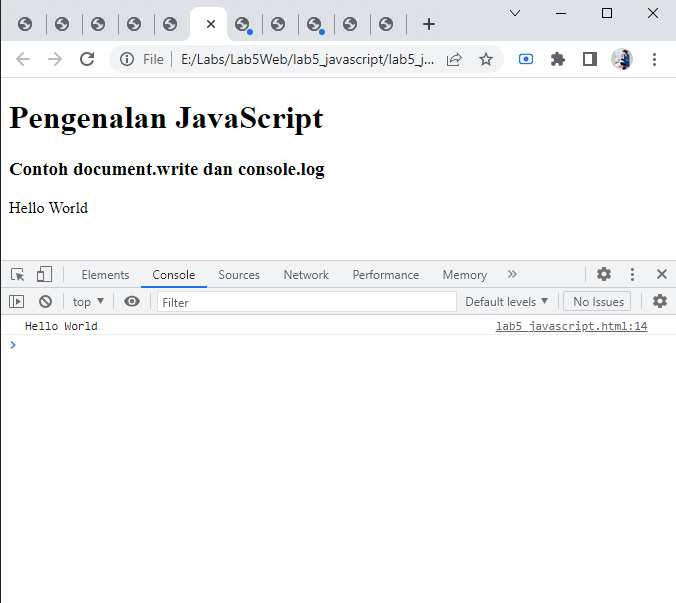 File E:/Labs/Lab5Web/lab5_javascript/lab5_j...
Pengenalan JavaScript
Contoh document.write dan console.log
Hello World
Elements Console Sources Network Performance Memory
top Filter Default levels No Issues
Hello World lab5_javascript.html:14